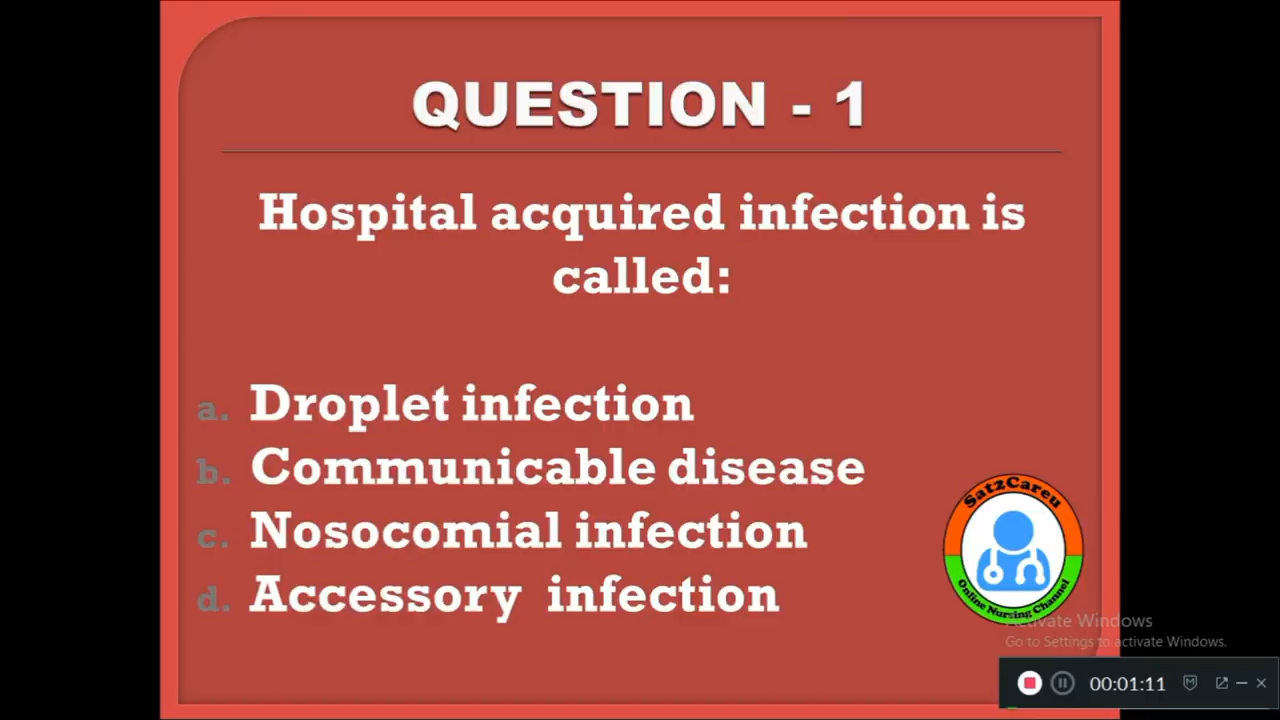 QUESTION - 1
Hospital acquired infection is
called:
a. Droplet infection
b. Communicable disease
c. Nosocomial infection
d. Accessory infection
Sat2Careu
Online Nursing Channel
Activate Windows
Go to Settings to activate Windows.
00:01:11